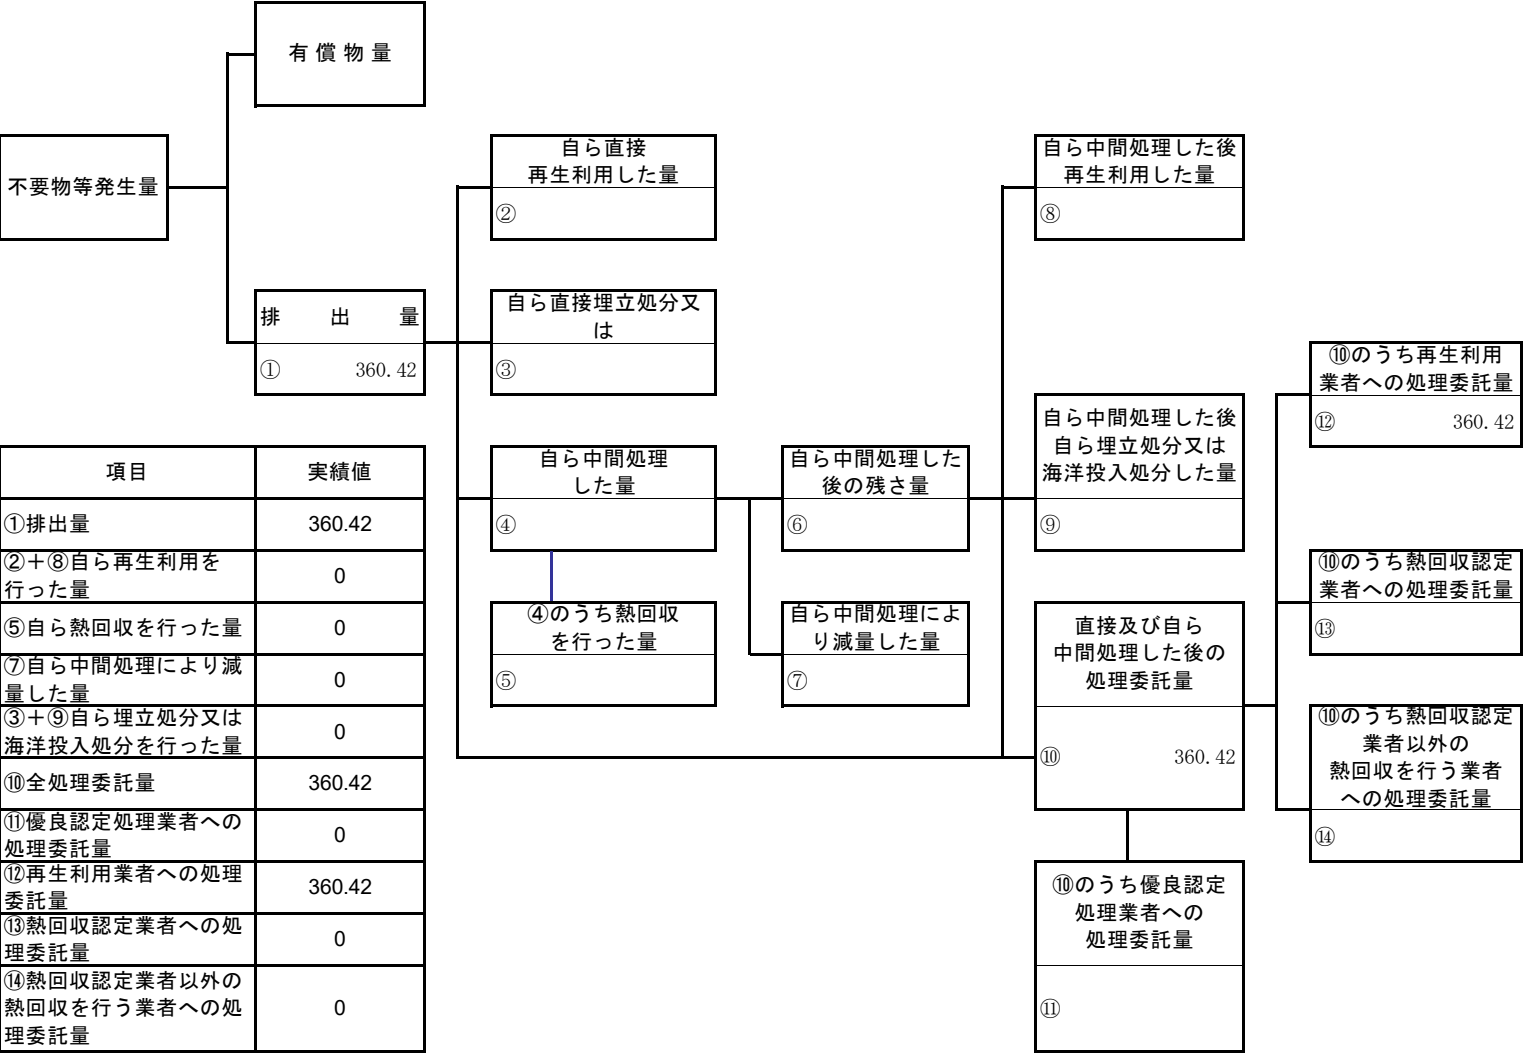 有償物量
不要物等発生量
排出量
① 360.42
自ら直接
再生利用した量
②
自ら直接埋立処分又
は
③
自ら中間処理
した量
④
④のうち熱回収
を行った量
⑤
自ら中間処理した
後の残さ量
⑥
自ら中間処理によ
り減量した量
⑦
自ら中間処理した後
再生利用した量
⑧
自ら中間処理した後
自ら埋立処分又は
海洋投入処分した量
⑨
直接及び自ら
中間処理した後の
処理委託量
⑩ 360.42
⑩のうち優良認定
処理業者への
処理委託量
⑪
⑩のうち再生利用
業者への処理委託量
⑫ 360.42
⑩のうち熱回収認定
業者への処理委託量
⑬
⑩のうち熱回収認定
業者以外の
熱回収を行う業者
への処理委託量
⑭
項目 実績値
①排出量 360.42
②＋⑧自ら再生利用を
行った量 0
⑤自ら熱回収を行った量 0
⑦自ら中間処理により減
量した量 0
③＋⑨自ら埋立処分又は
海洋投入処分を行った量 0
⑩全処理委託量 360.42
⑪優良認定処理業者への
処理委託量 0
⑫再生利用業者への処理
委託量 360.42
⑬熱回収認定業者への処
理委託量 0
⑭熱回収認定業者以外の
熱回収を行う業者への処
理委託量 0